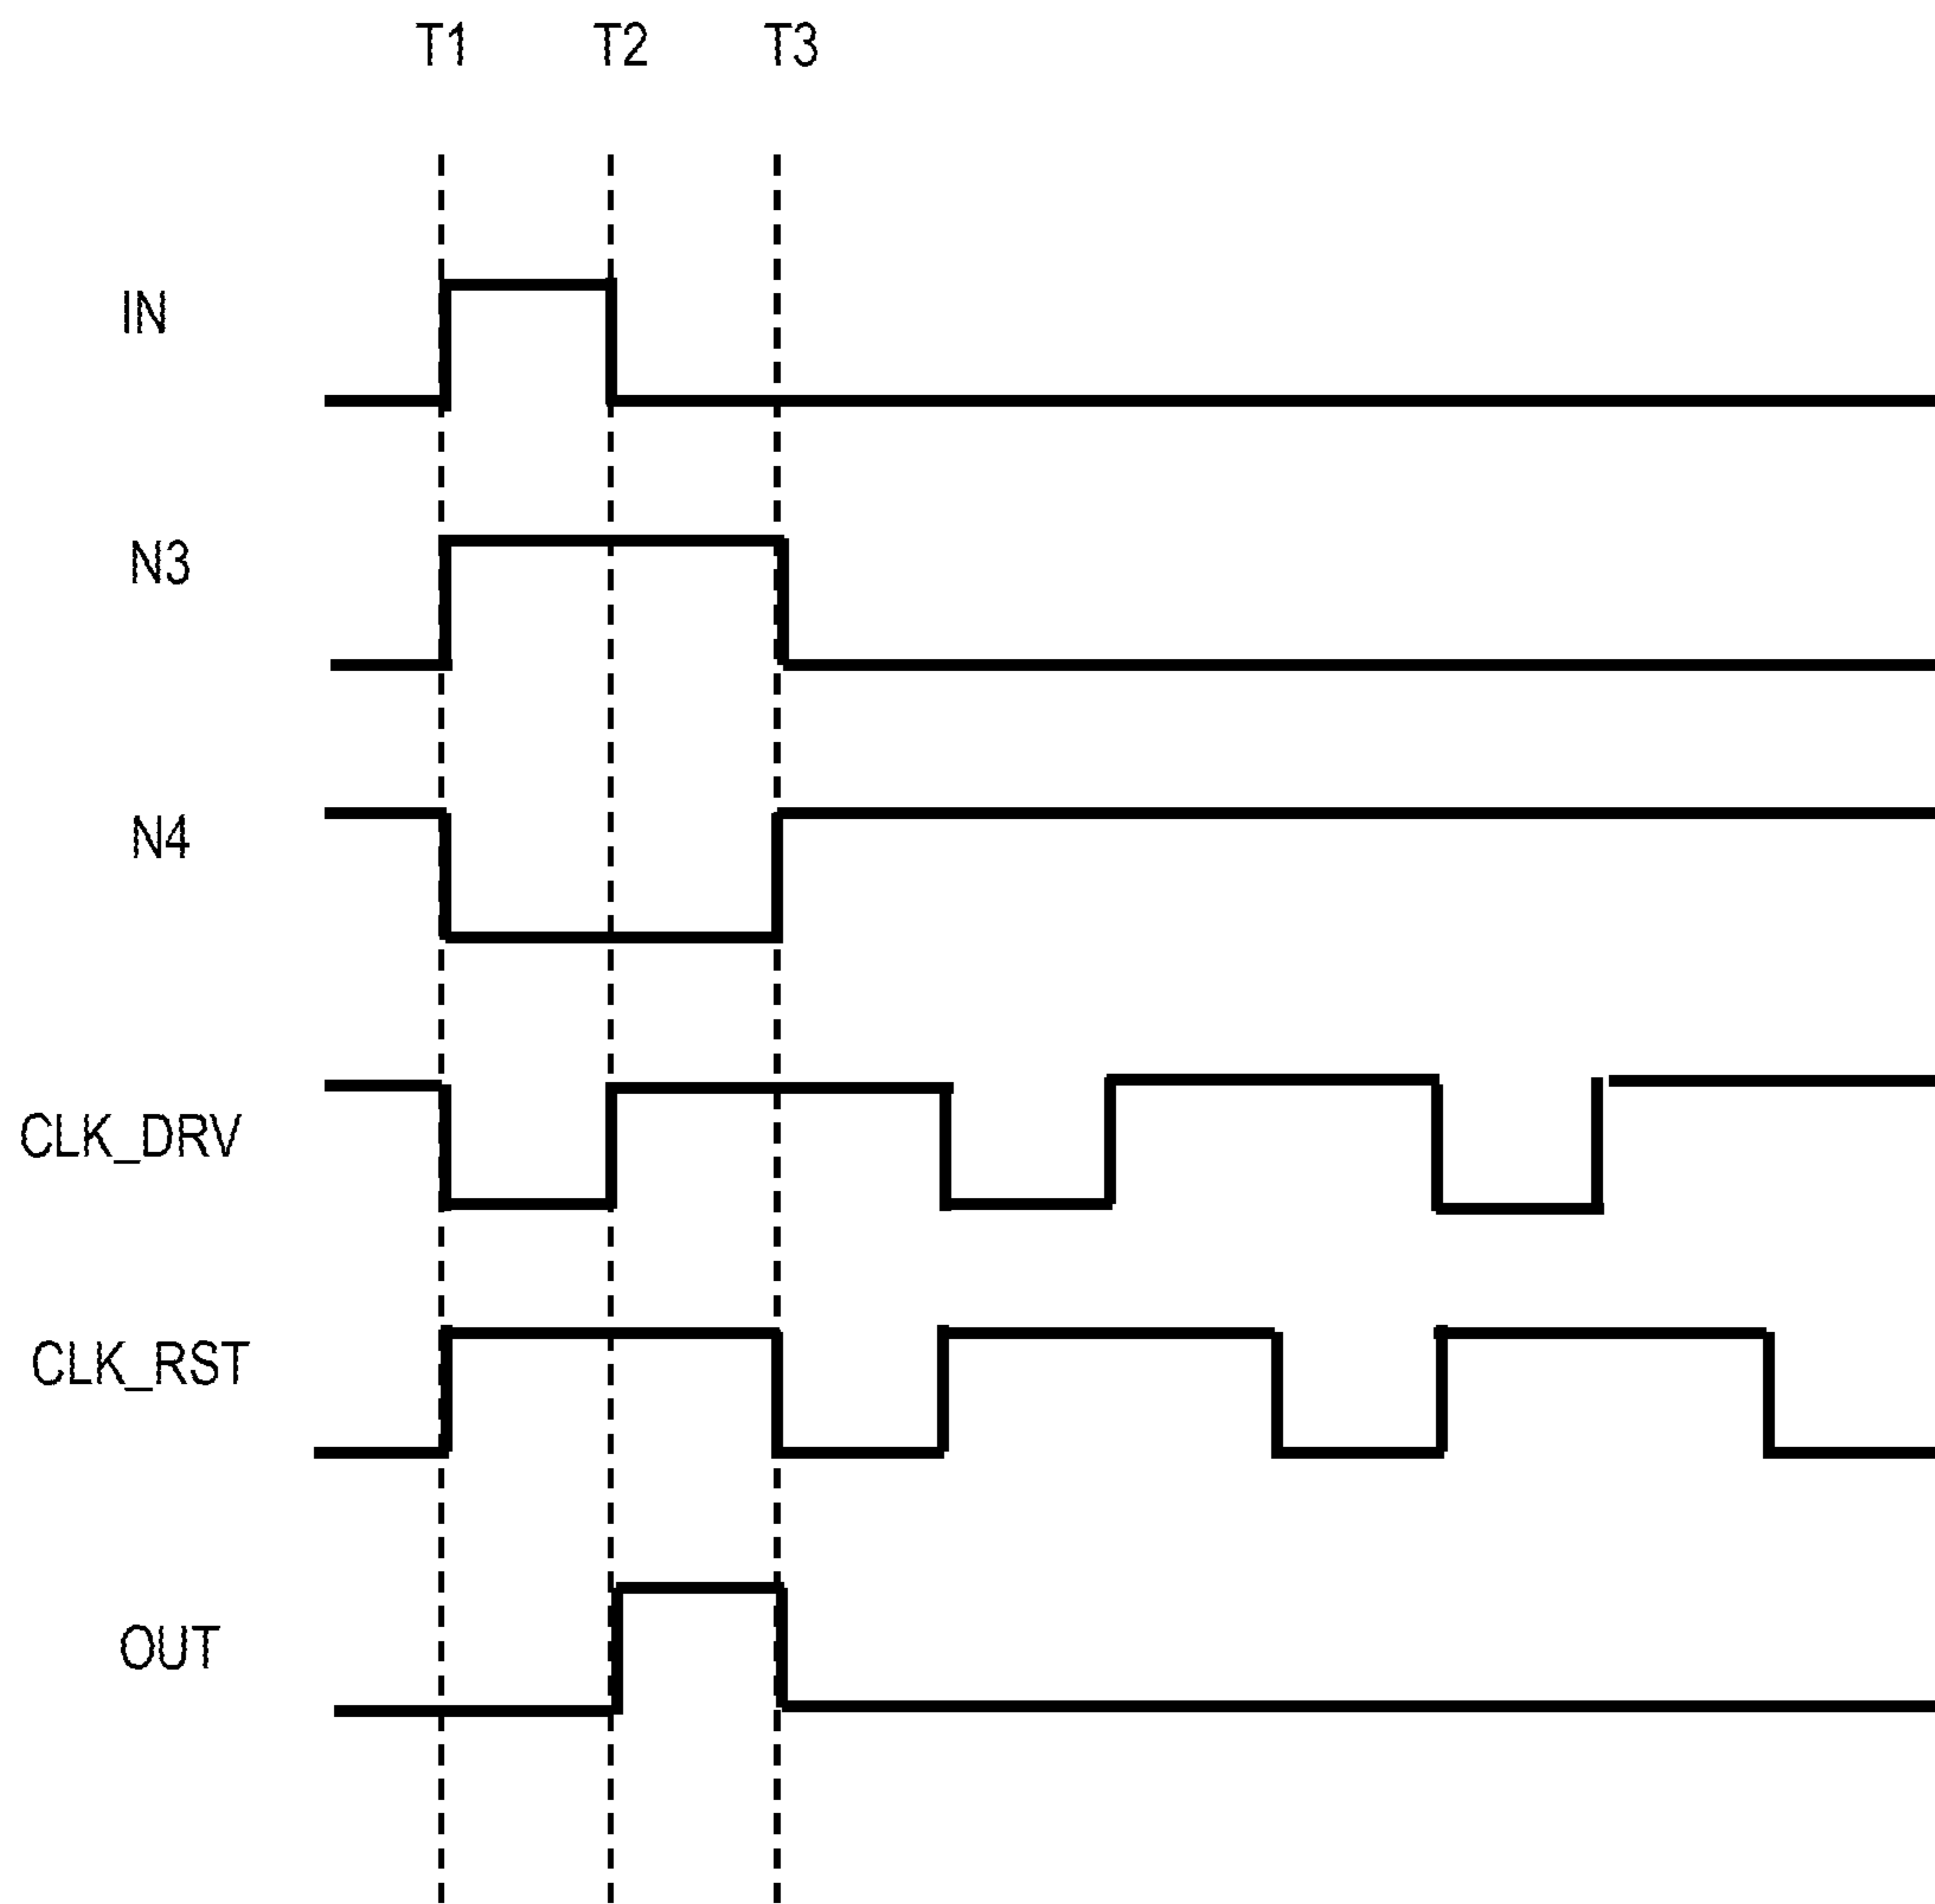 T1 T2 T3
IN
N3
N4
CLK_DRV
CLK_RST
OUT